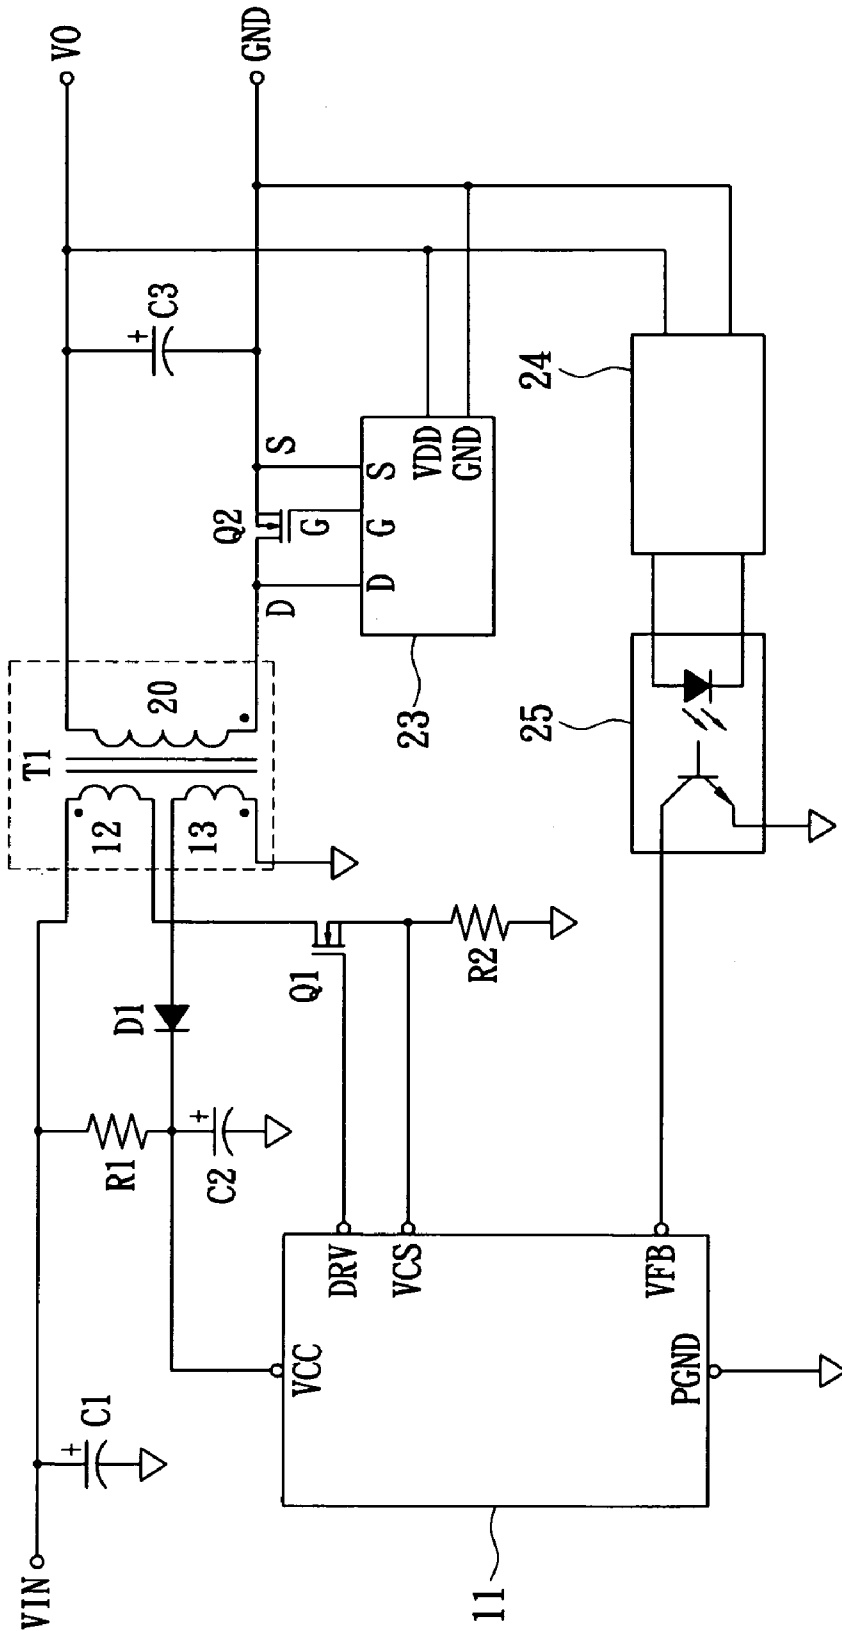 VIN
C1
+
R1
D1
C2
+
T1
12
13
20
C3
+
VO
GND
Q1
R2
Q2
D
S
G
D
G
S
VDD
GND
23
VCC
DRV
VCS
VFB
PGND
11
25
24